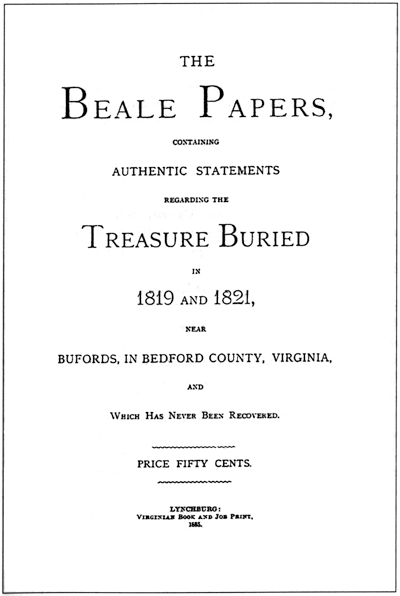 THE
BEALE PAPERS,
CONTAINING
AUTHENTIC STATEMENTS
REGARDING THE
TREASURE BURIED
IN
1819 AND 1821,
NEAR
BUFORDS, IN BEDFORD COUNTY, VIRGINIA,
AND
WHICH HAS NEVER BEEN RECOVERED.
PRICE FIFTY CENTS.
LYNCHBURG:
VIRGINIAN BOOK AND JOB PRINT,
1885.